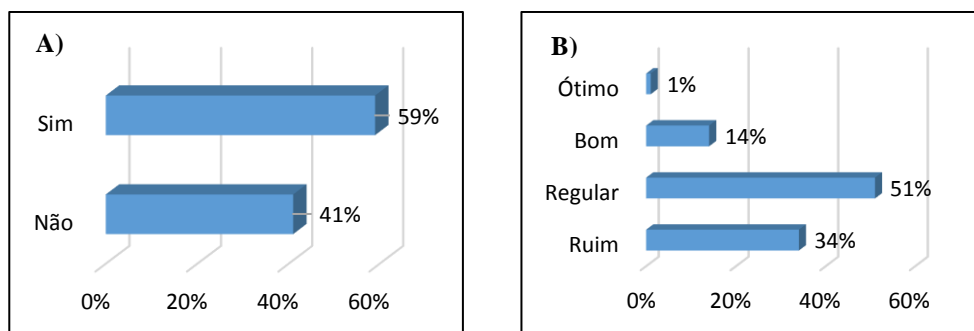 A)
Sim
59%
Não
41%
0% 20% 40% 60%
B)
Ótimo
1%
Bom
14%
Regular
51%
Ruim
34%
0% 20% 40% 60%